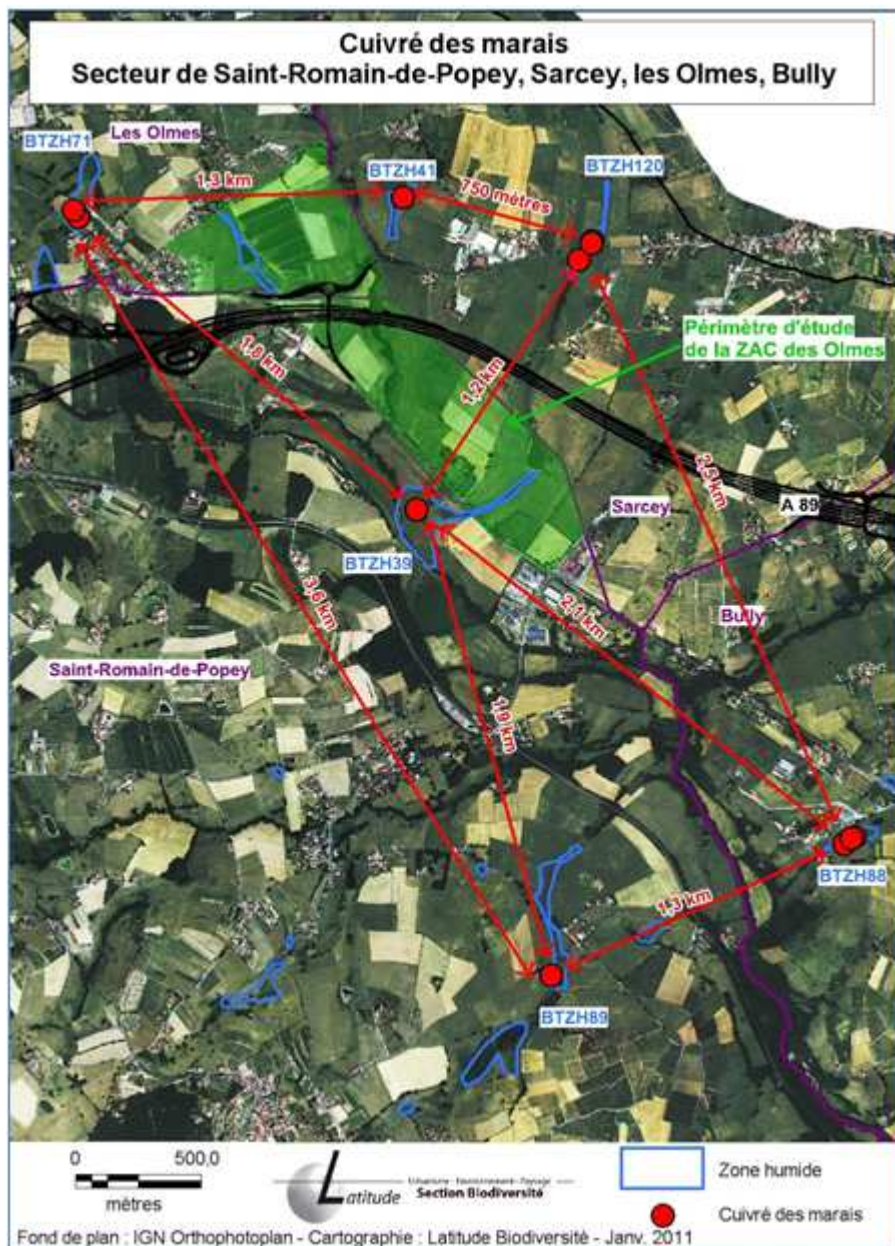 Cuivré des marais
Secteur de Saint-Romain-de-Popey, Sarcey, les Olmes, Bully
BTZH71
Les Olmes
BTZH41
BTZH120
1,3 km
750 mètres
Périmètre d'étude
de la ZAC des Olmes
1,2 km
2,5 km
Sarcey
A 89
BTZH39
3,6 km
2,1 km
Bully
Saint-Romain-de-Popey
1,9 km
BTZH88
1,3 km
BTZH89
0 500,0
mètres
Latitude
Urbanisme - Environnement - Paysage
Section Biodiversité
Zone humide
Cuivré des marais
Fond de plan : IGN Orthophotoplan - Cartographie : Latitude Biodiversité - Janv. 2011